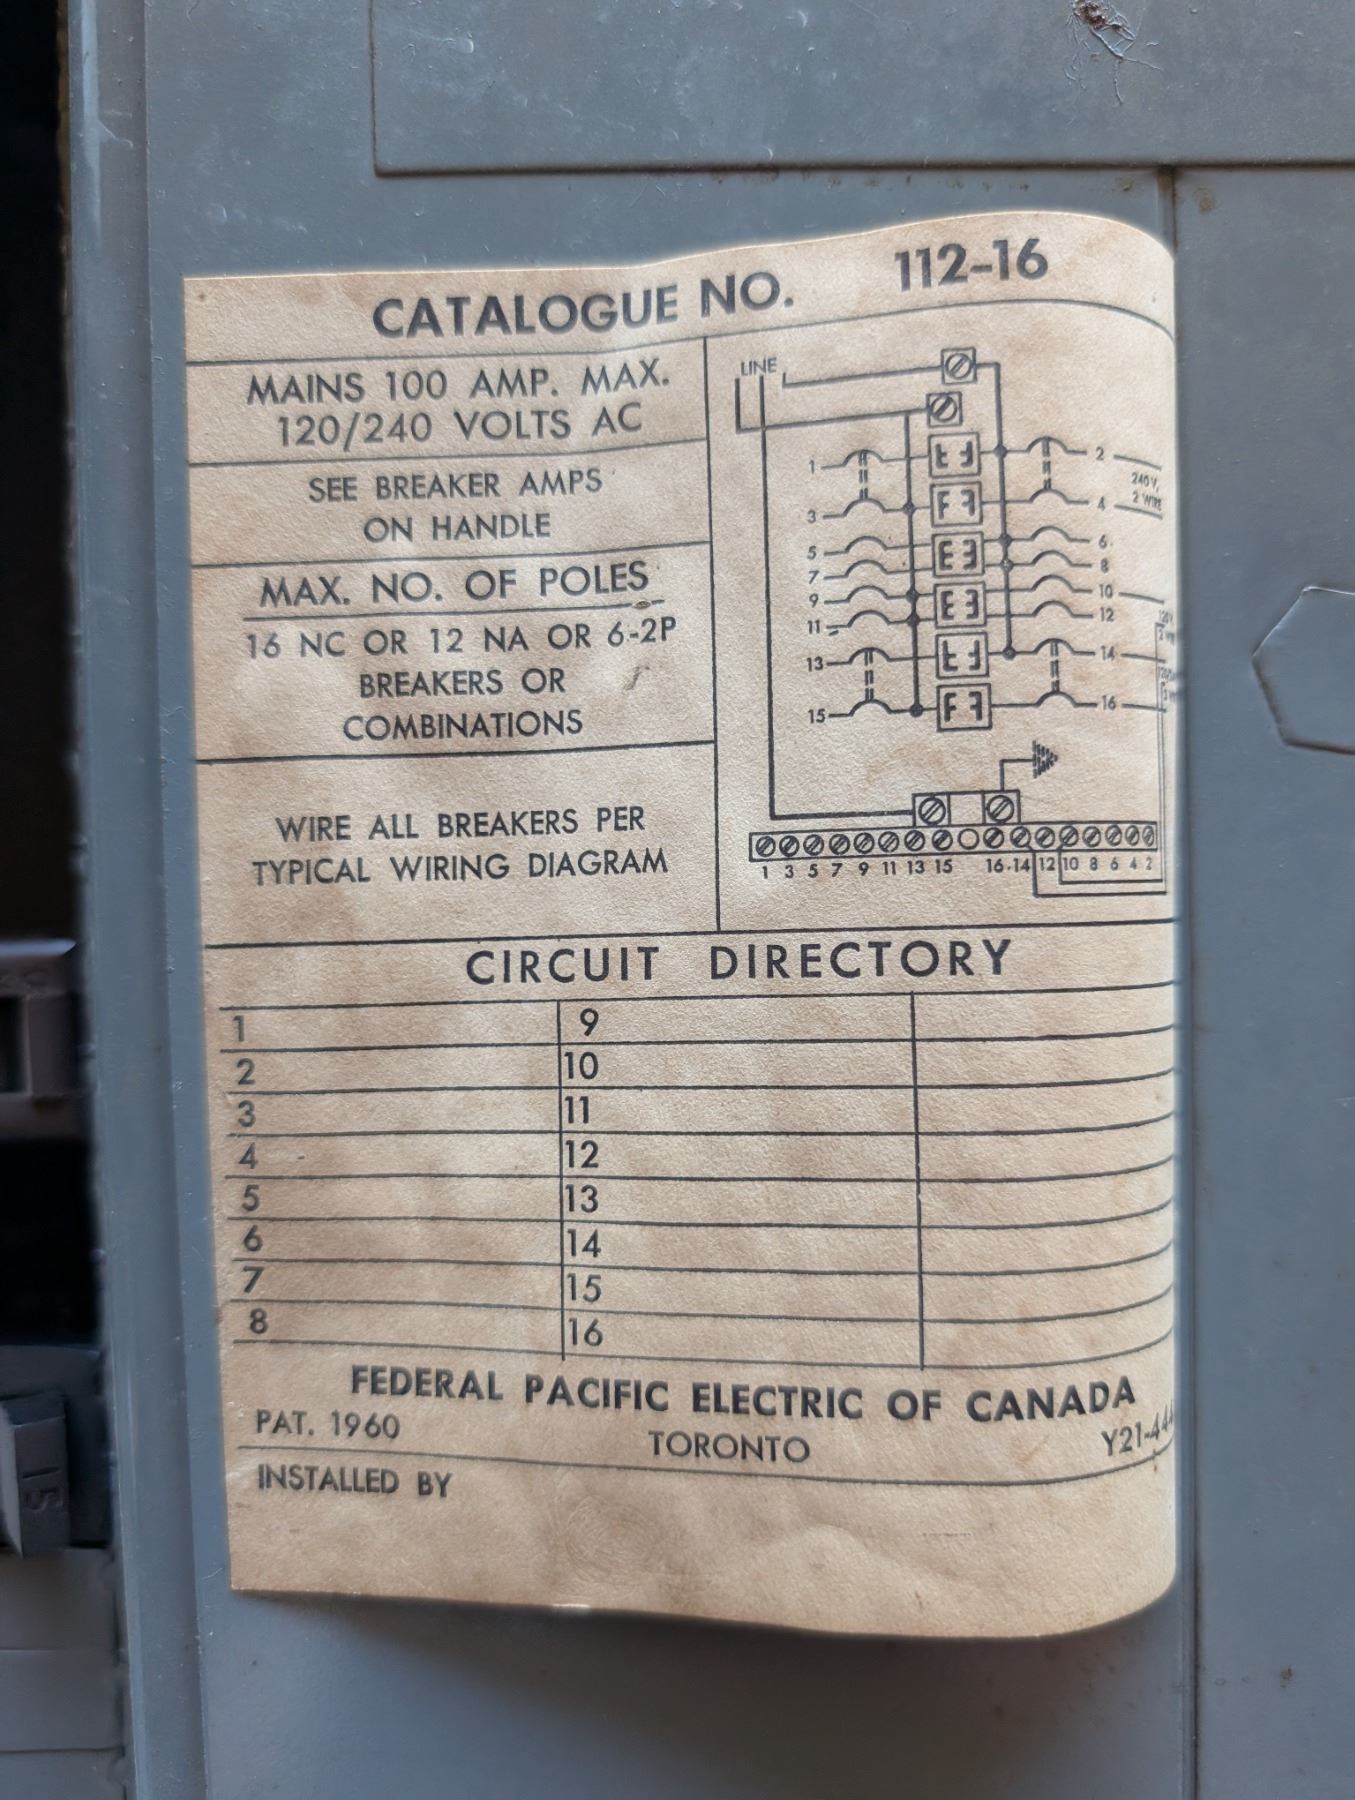 CATALOGUE NO. 112-16
MAINS 100 AMP. MAX.
120/240 VOLTS AC
SEE BREAKER AMPS
ON HANDLE
MAX. NO. OF POLES
16 NC OR 12 NA OR 6-2P
BREAKERS OR
COMBINATIONS
WIRE ALL BREAKERS PER
TYPICAL WIRING DIAGRAM
LINE
1 2
240 V,
2 WIRE
3 4
5 6
7 8
9 10
11 12
13 14
15 16
1 3 5 7 9 11 13 15 16-14 12 10 8 6 4 2
CIRCUIT DIRECTORY
1 9
2 10
3 11
4 12
5 13
6 14
7 15
8 16
FEDERAL PACIFIC ELECTRIC OF CANADA
PAT. 1960 TORONTO
INSTALLED BY
15